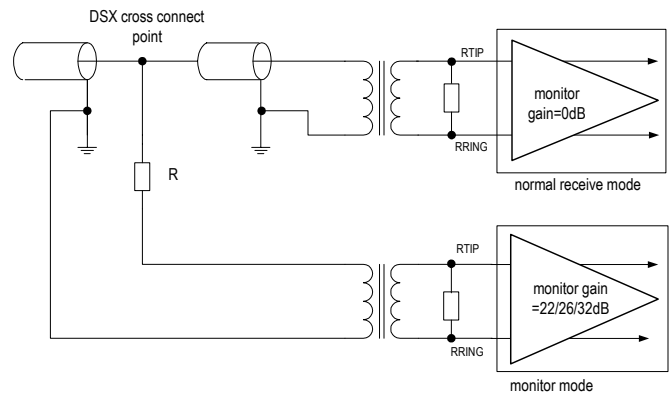 DSX cross connect
point
RTIP
monitor
gain=0dB
RRING
normal receive mode
R
RTIP
monitor gain
=22/26/32dB
RRING
monitor mode